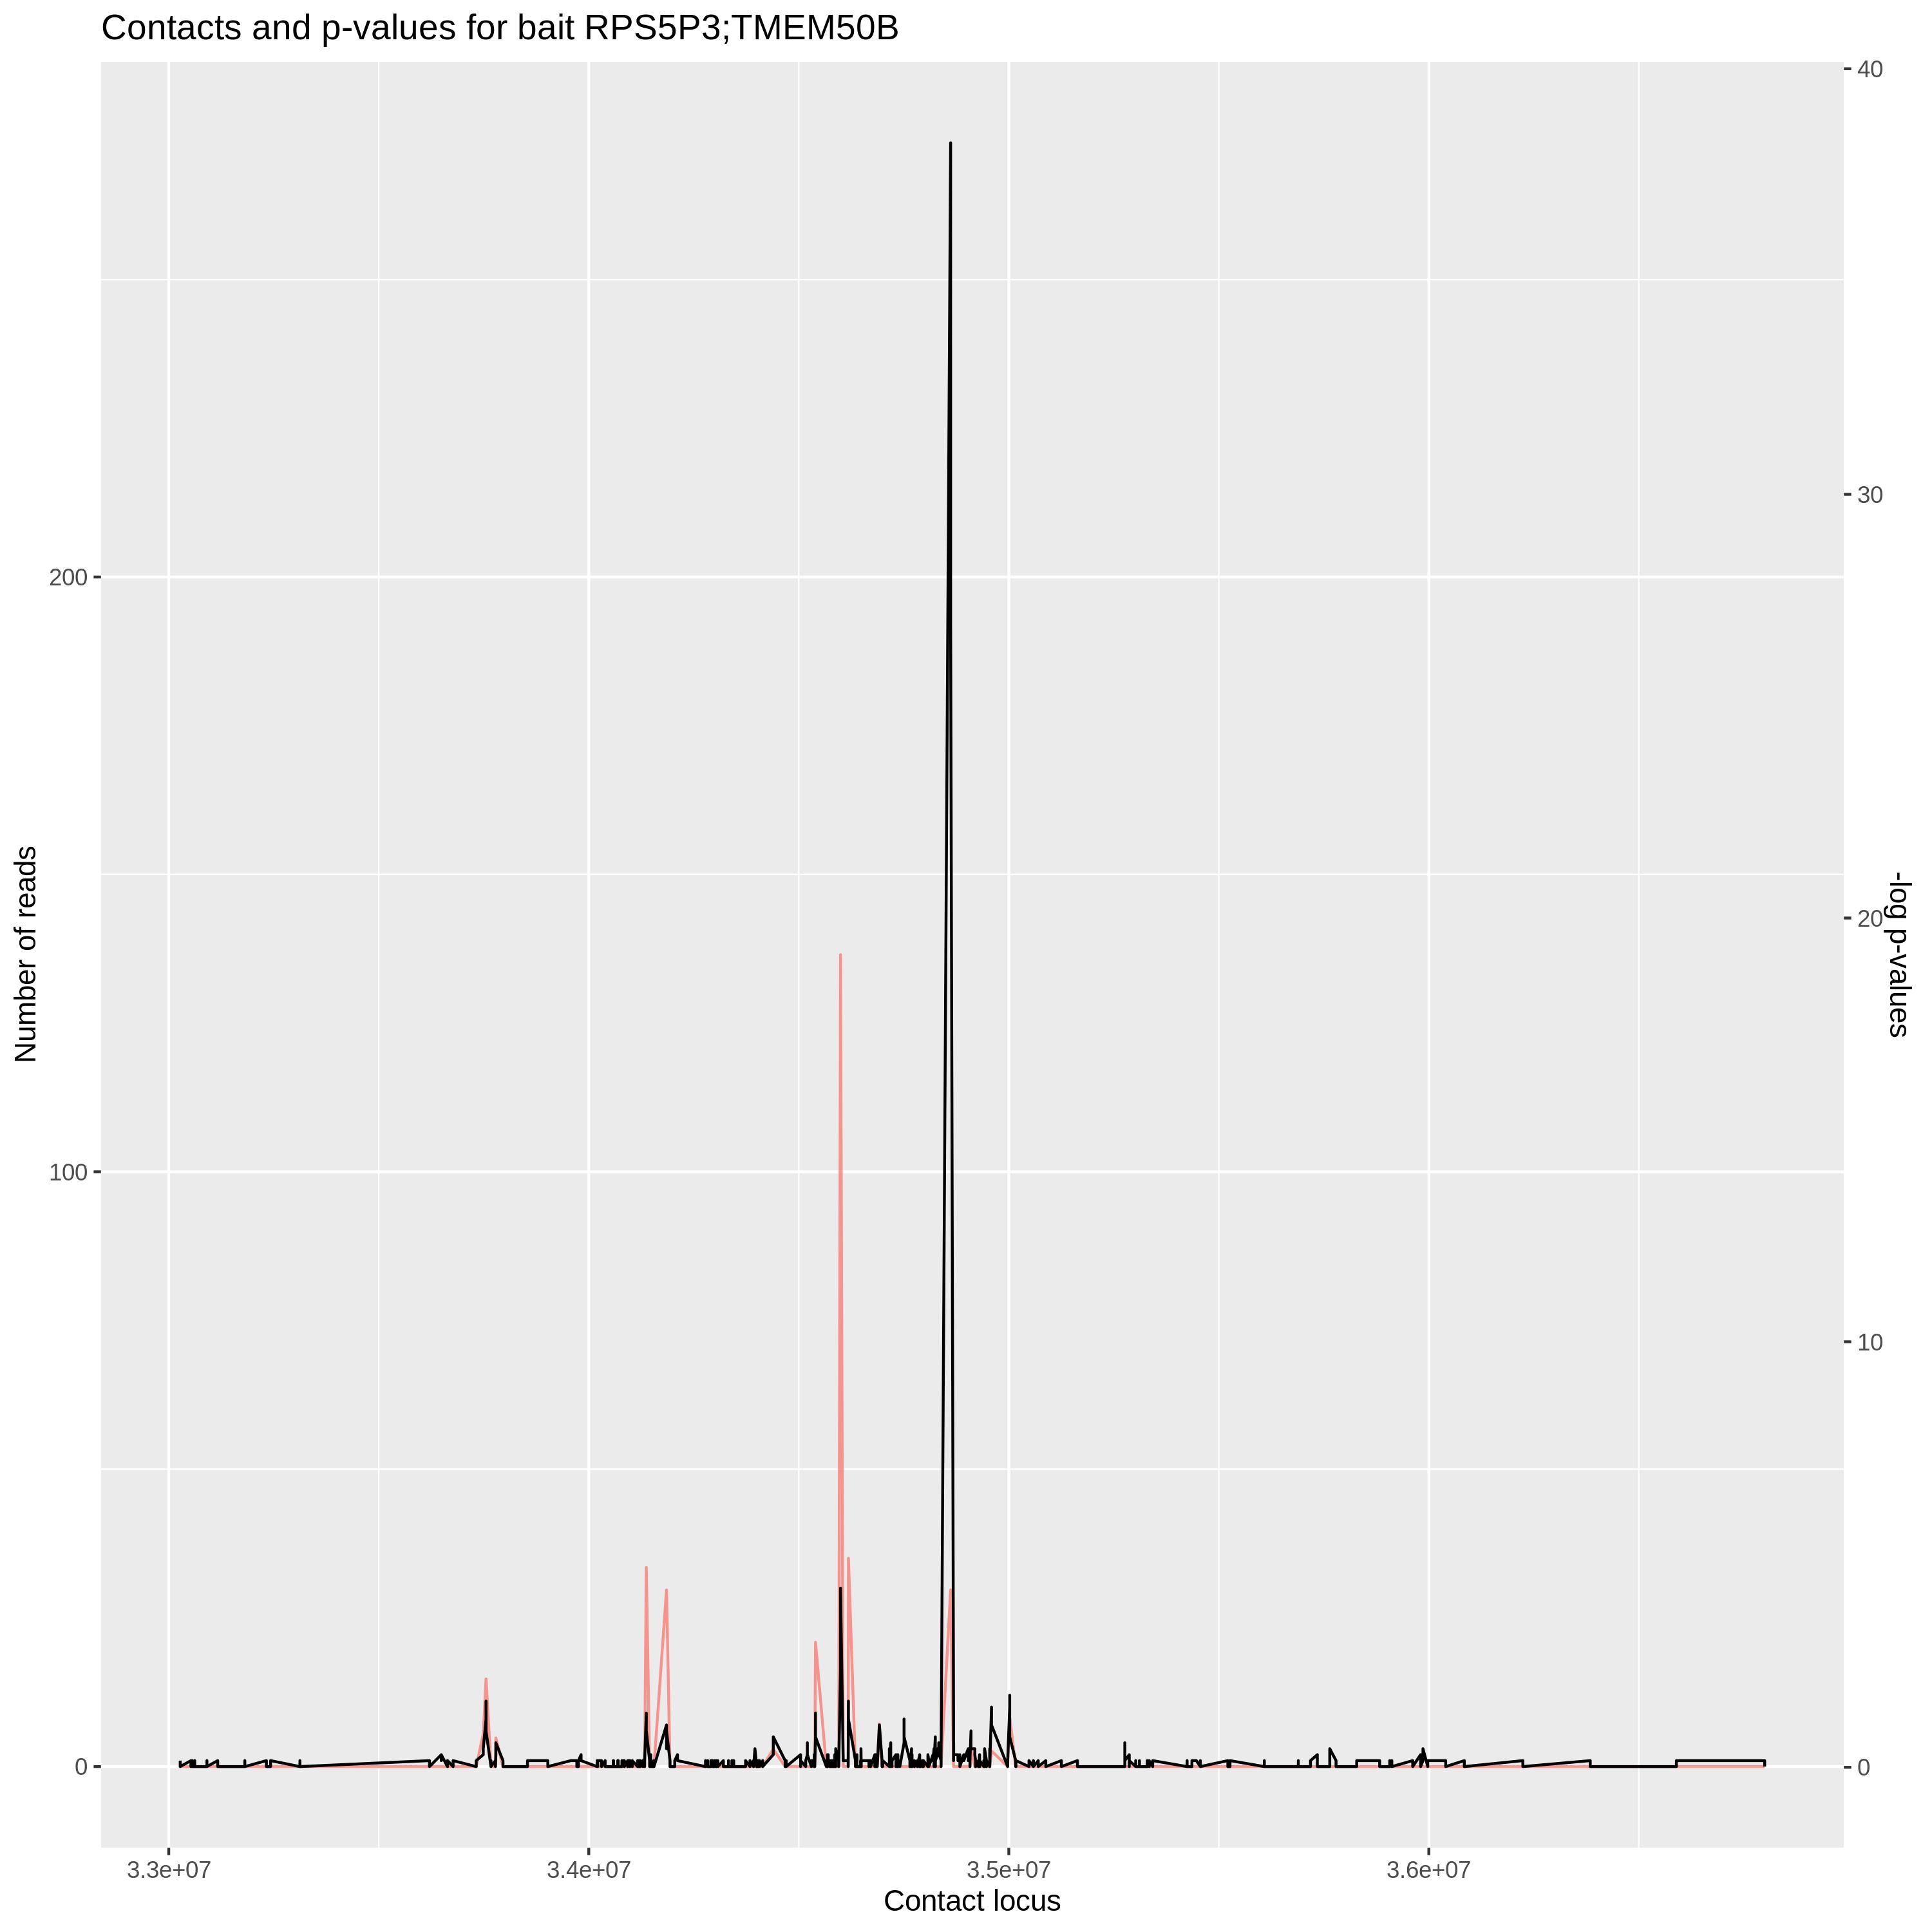 Contacts and p-values for bait RPS5P3;TMEM50B
40
30
200
20
Number of reads
-log p-values
100
10
0
0
3.3e+07 3.4e+07 3.5e+07 3.6e+07
Contact locus